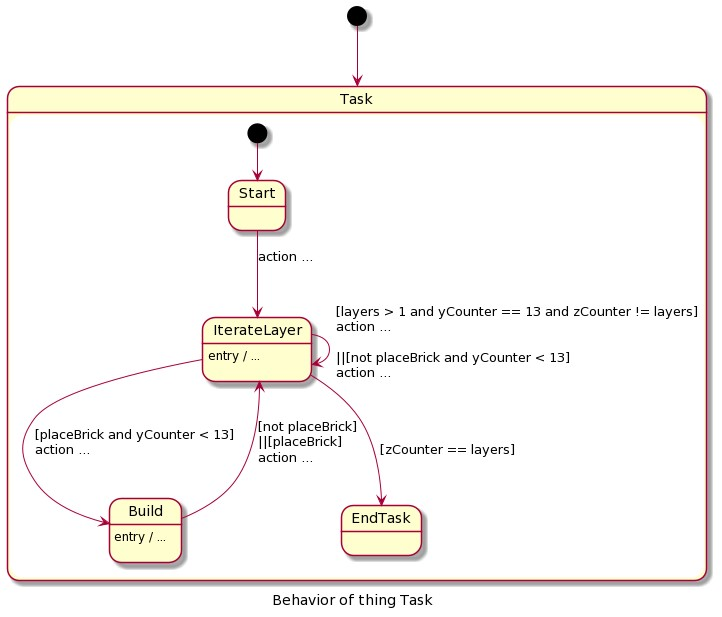 Task
Start
action ...
[layers > 1 and yCounter == 13 and zCounter != layers]
action ...
IterateLayer
entry / ...
||[not placeBrick and yCounter < 13]
action ...
[placeBrick and yCounter < 13]
action ...
[not placeBrick]
||[placeBrick]
action ...
[zCounter == layers]
Build
entry / ...
EndTask
Behavior of thing Task